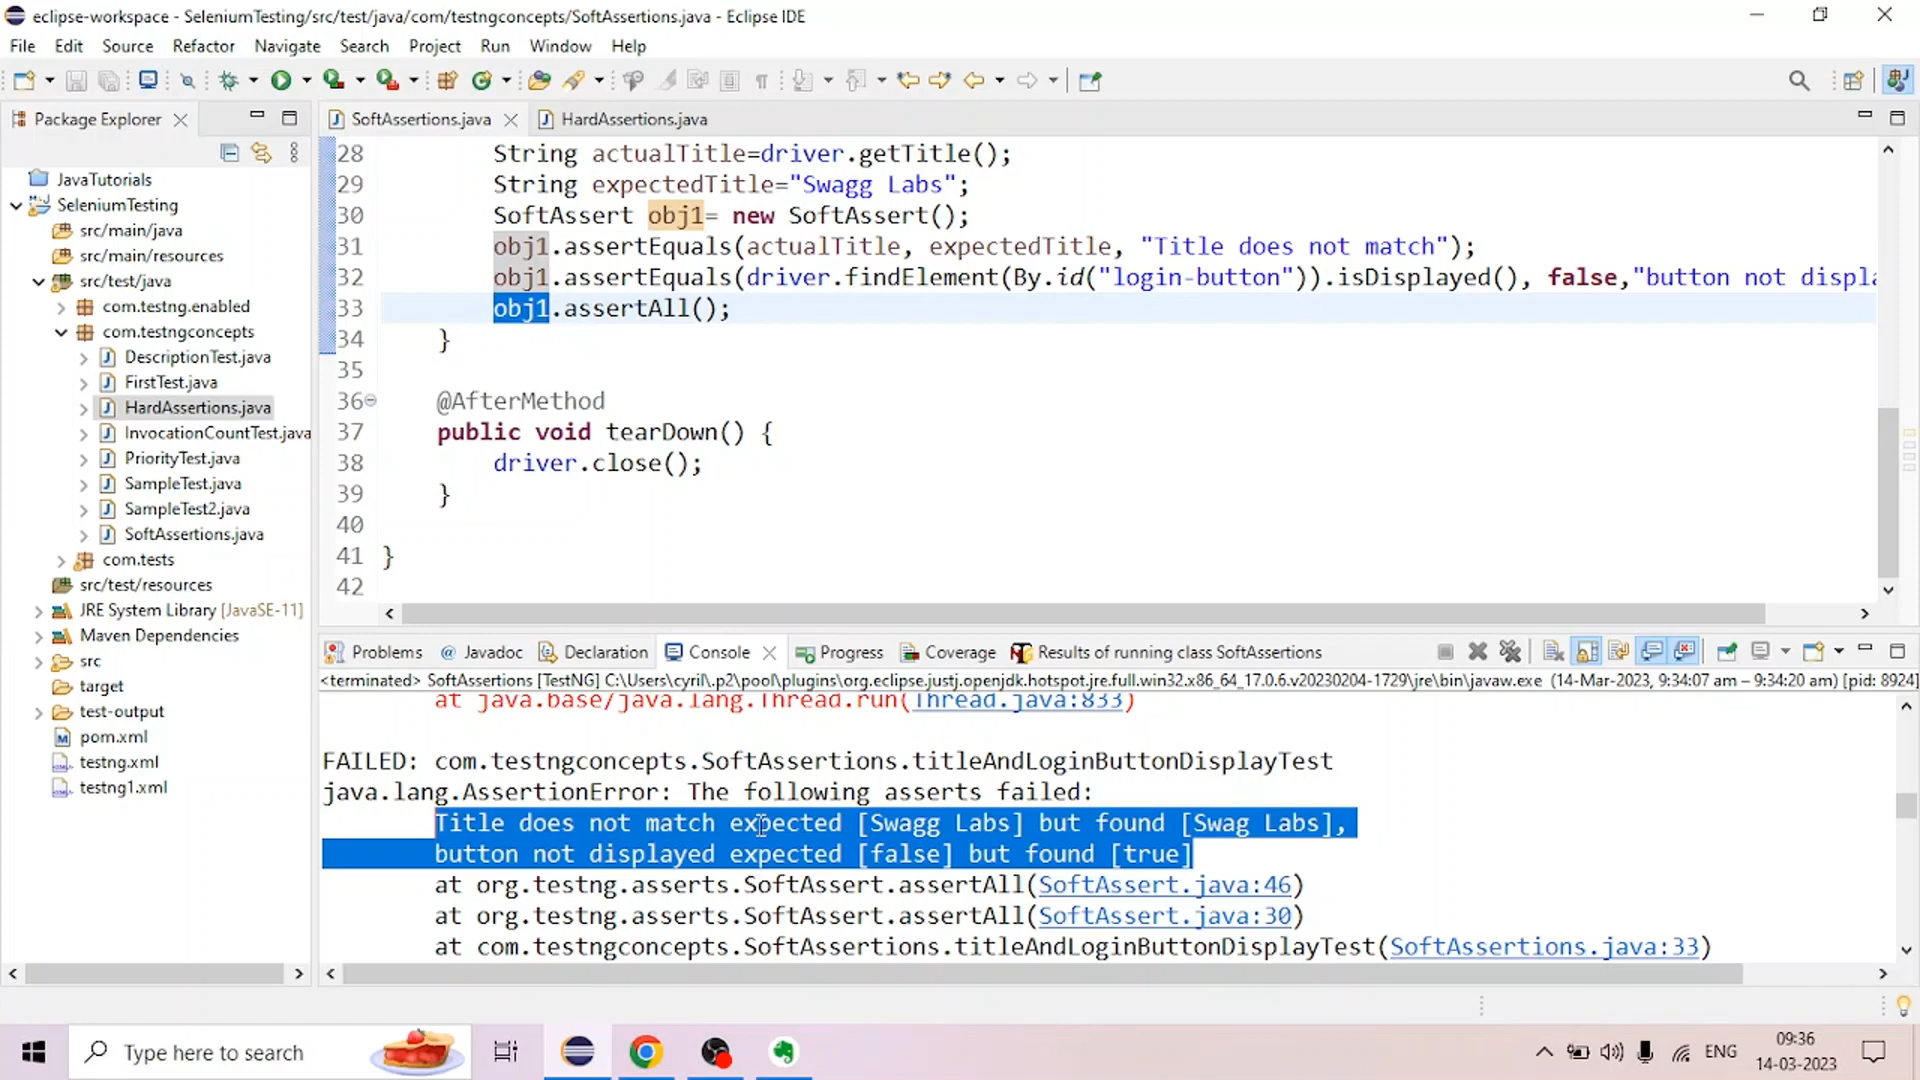 eclipse-workspace - SeleniumTesting/src/test/java/com/testngconcepts/SoftAssertions.java - Eclipse IDE
File Edit Source Refactor Navigate Search Project Run Window Help
Package Explorer
SoftAssertions.java
HardAssertions.java
JavaTutorials
SeleniumTesting
src/main/java
src/main/resources
src/test/java
com.testng.enabled
com.testngconcepts
DescriptionTest.java
FirstTest.java
HardAssertions.java
InvocationCountTest.java
PriorityTest.java
SampleTest.java
SampleTest2.java
SoftAssertions.java
com.tests
src/test/resources
JRE System Library [JavaSE-11]
Maven Dependencies
src
target
test-output
pom.xml
testng.xml
testng1.xml
28 String actualTitle=driver.getTitle();
29 String expectedTitle="Swagg Labs";
30 SoftAssert obj1= new SoftAssert();
31 obj1.assertEquals(actualTitle, expectedTitle, "Title does not match");
32 obj1.assertEquals(driver.findElement(By.id("login-button")).isDisplayed(), false,"button not displa
33 obj1.assertAll();
34 }
35
36 @AfterMethod
37 public void tearDown() {
38 driver.close();
39 }
40
41 }
42
Problems @ Javadoc Declaration Console Progress Coverage Results of running class SoftAssertions
<terminated> SoftAssertions [TestNG] C:\Users\cyril\.p2\pool\plugins\org.eclipse.justj.openjdk.hotspot.jre.full.win32.x86_64_17.0.6.v20230204-1729\jre\bin\javaw.exe (14-Mar-2023, 9:34:07 am – 9:34:20 am) [pid: 8924]
at java.base/java.lang.Thread.run(Thread.java:833)
FAILED: com.testngconcepts.SoftAssertions.titleAndLoginButtonDisplayTest
java.lang.AssertionError: The following asserts failed:
Title does not match expected [Swagg Labs] but found [Swag Labs],
button not displayed expected [false] but found [true]
at org.testng.asserts.SoftAssert.assertAll(SoftAssert.java:46)
at org.testng.asserts.SoftAssert.assertAll(SoftAssert.java:30)
at com.testngconcepts.SoftAssertions.titleAndLoginButtonDisplayTest(SoftAssertions.java:33)
Type here to search
ENG
09:36
14-03-2023